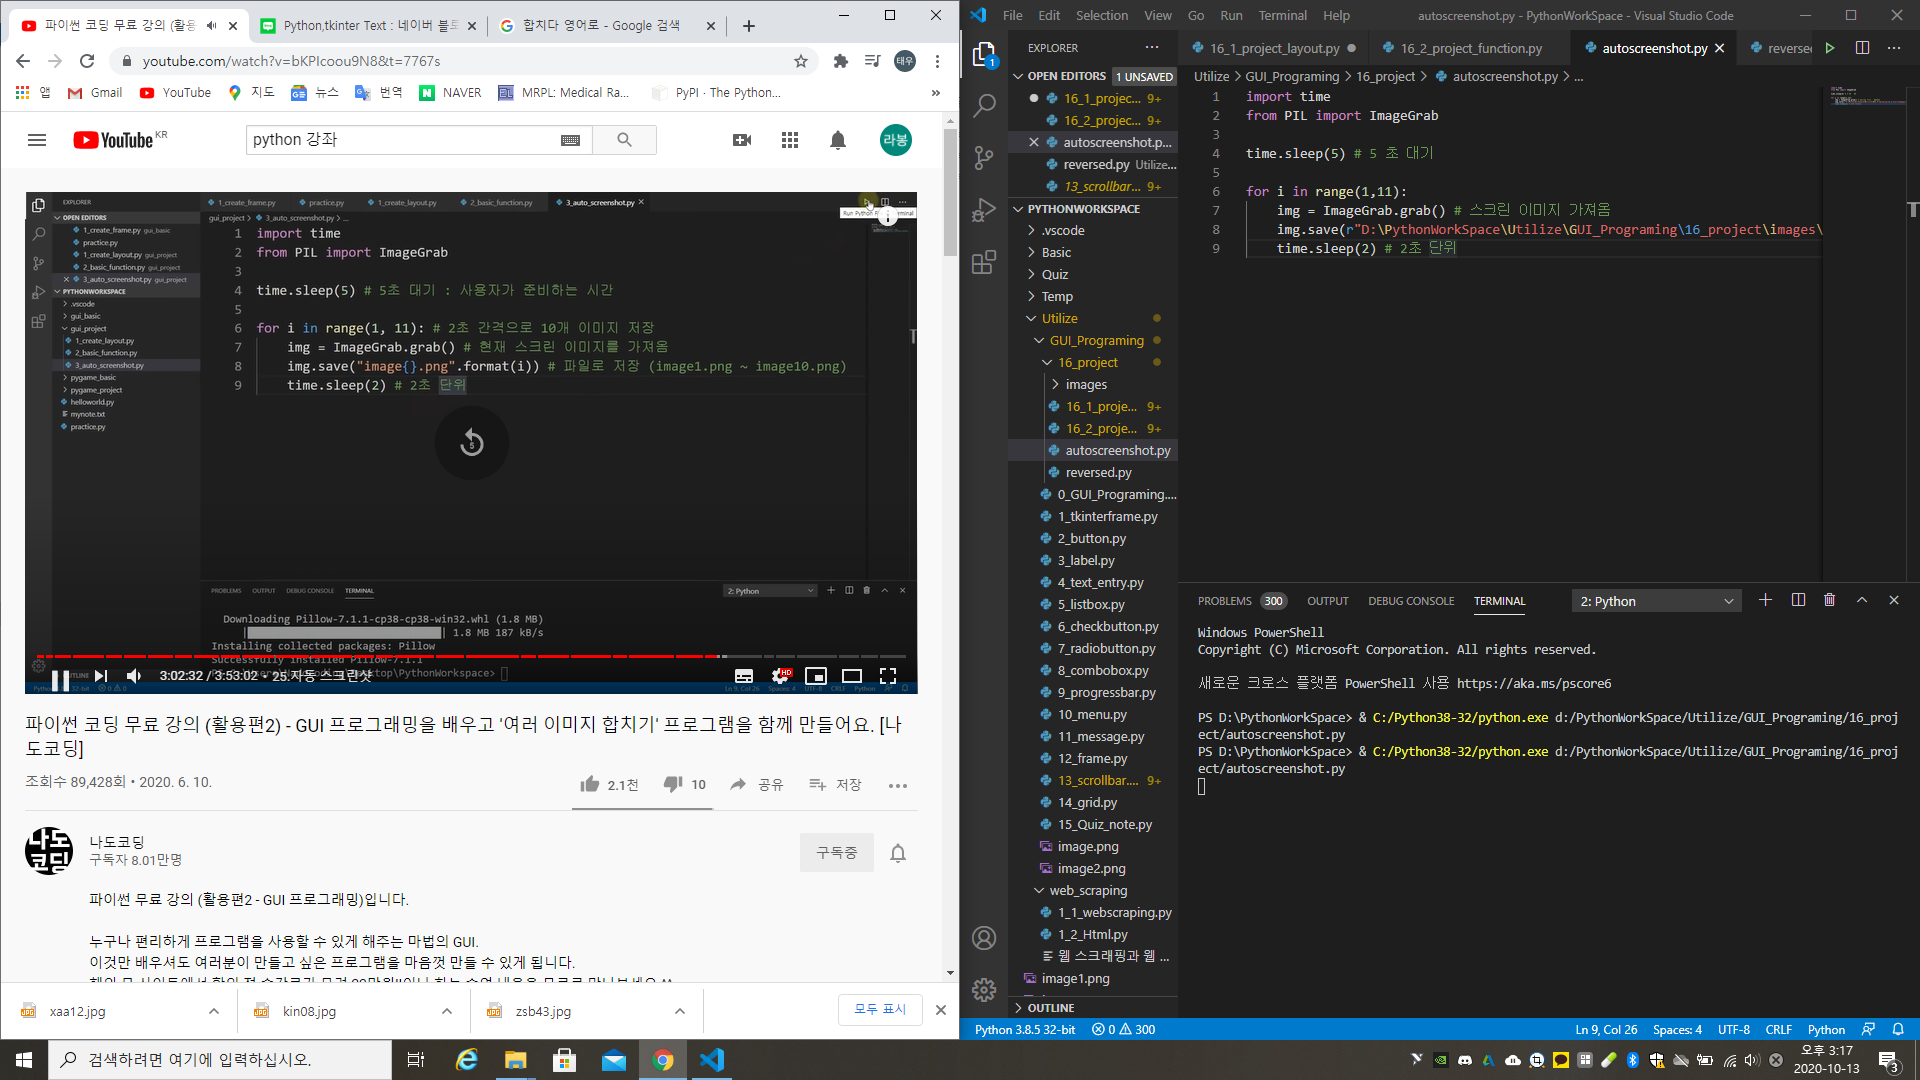 파이썬 코딩 무료 강의 (활용
Python,tkinter Text : 네이버 블로
합치다 영어로 - Google 검색
youtube.com/watch?v=bKPIcoou9N8&t=7767s
태우
앱
Gmail
YouTube
지도
뉴스
번역
NAVER
MRPL: Medical Ra...
PyPI · The Python...
YouTube KR
python 강좌
라봉
EXPLORER
OPEN EDITORS
1_create_frame.py gui_basic
practice.py
1_create_layout.py gui_project
2_basic_function.py gui_project
3_auto_screenshot.py gui_project
PYTHONWORKSPACE
.vscode
gui_basic
gui_project
1_create_layout.py
2_basic_function.py
3_auto_screenshot.py
pygame_basic
pygame_project
helloworld.py
mynote.txt
practice.py
1_create_frame.py
practice.py
1_create_layout.py
2_basic_function.py
3_auto_screenshot.py
gui_project > 3_auto_screenshot.py > ...
1 import time
2 from PIL import ImageGrab
3
4 time.sleep(5) # 5초 대기 : 사용자가 준비하는 시간
5
6 for i in range(1, 11): # 2초 간격으로 10개 이미지 저장
7 img = ImageGrab.grab() # 현재 스크린 이미지를 가져옴
8 img.save("image{}.png".format(i)) # 파일로 저장 (image1.png ~ image10.png)
9 time.sleep(2) # 2초 단위
5
PROBLEMS OUTPUT DEBUG CONSOLE TERMINAL
2: Python
Downloading Pillow-7.1.1-cp38-cp38-win32.whl (1.8 MB)
1.8 MB 187 kB/s
Installing collected packages: Pillow
Successfully installed Pillow-7.1.1
3:02:32 / 3:53:02 • 25.자동 스크린샷
HD
파이썬 코딩 무료 강의 (활용편2) - GUI 프로그래밍을 배우고 '여러 이미지 합치기' 프로그램을 함께 만들어요. [나
도코딩]
조회수 89,428회 • 2020. 6. 10.
2.1천
10
공유
저장
나도
코딩
나도코딩
구독자 8.01만명
구독중
파이썬 무료 강의 (활용편2 - GUI 프로그래밍)입니다.
누구나 편리하게 프로그램을 사용할 수 있게 해주는 마법의 GUI.
이것만 배우셔도 여러분이 만들고 싶은 프로그램을 마음껏 만들 수 있게 됩니다.
xaa12.jpg
kin08.jpg
zsb43.jpg
모두 표시
File Edit Selection View Go Run Terminal Help
autoscreenshot.py - PythonWorkSpace - Visual Studio Code
1
EXPLORER
OPEN EDITORS 1 UNSAVED
16_1_projec... 9+
16_2_projec... 9+
autoscreenshot.p...
reversed.py Utilize...
13_scrollbar... 9+
PYTHONWORKSPACE
.vscode
Basic
Quiz
Temp
Utilize
GUI_Programing
16_project
images
16_1_proje... 9+
16_2_proje... 9+
autoscreenshot.py
reversed.py
0_GUI_Programing....
1_tkinterframe.py
2_button.py
3_label.py
4_text_entry.py
5_listbox.py
6_checkbutton.py
7_radiobutton.py
8_combobox.py
9_progressbar.py
10_menu.py
11_message.py
12_frame.py
13_scrollbar.... 9+
14_grid.py
15_Quiz_note.py
image.png
image2.png
web_scraping
1_1_webscraping.py
1_2_Html.py
웹 스크래핑과 웹 ...
image1.png
OUTLINE
16_1_project_layout.py
16_2_project_function.py
autoscreenshot.py
reversed
Utilize > GUI_Programing > 16_project > autoscreenshot.py > ...
1 import time
2 from PIL import ImageGrab
3
4 time.sleep(5) # 5 초 대기
5
6 for i in range(1,11):
7 img = ImageGrab.grab() # 스크린 이미지 가져옴
8 img.save(r"D:\PythonWorkSpace\Utilize\GUI_Programing\16_project\images\
9 time.sleep(2) # 2초 단위
PROBLEMS 300 OUTPUT DEBUG CONSOLE TERMINAL
2: Python
Windows PowerShell
Copyright (C) Microsoft Corporation. All rights reserved.
새로운 크로스 플랫폼 PowerShell 사용 https://aka.ms/pscore6
PS D:\PythonWorkSpace> & C:/Python38-32/python.exe d:/PythonWorkSpace/Utilize/GUI_Programing/16_proj
ect/autoscreenshot.py
PS D:\PythonWorkSpace> & C:/Python38-32/python.exe d:/PythonWorkSpace/Utilize/GUI_Programing/16_proj
ect/autoscreenshot.py
Python 3.8.5 32-bit
0
300
Ln 9, Col 26 Spaces: 4 UTF-8 CRLF Python
검색하려면 여기에 입력하십시오.
오후 3:17
2020-10-13
3